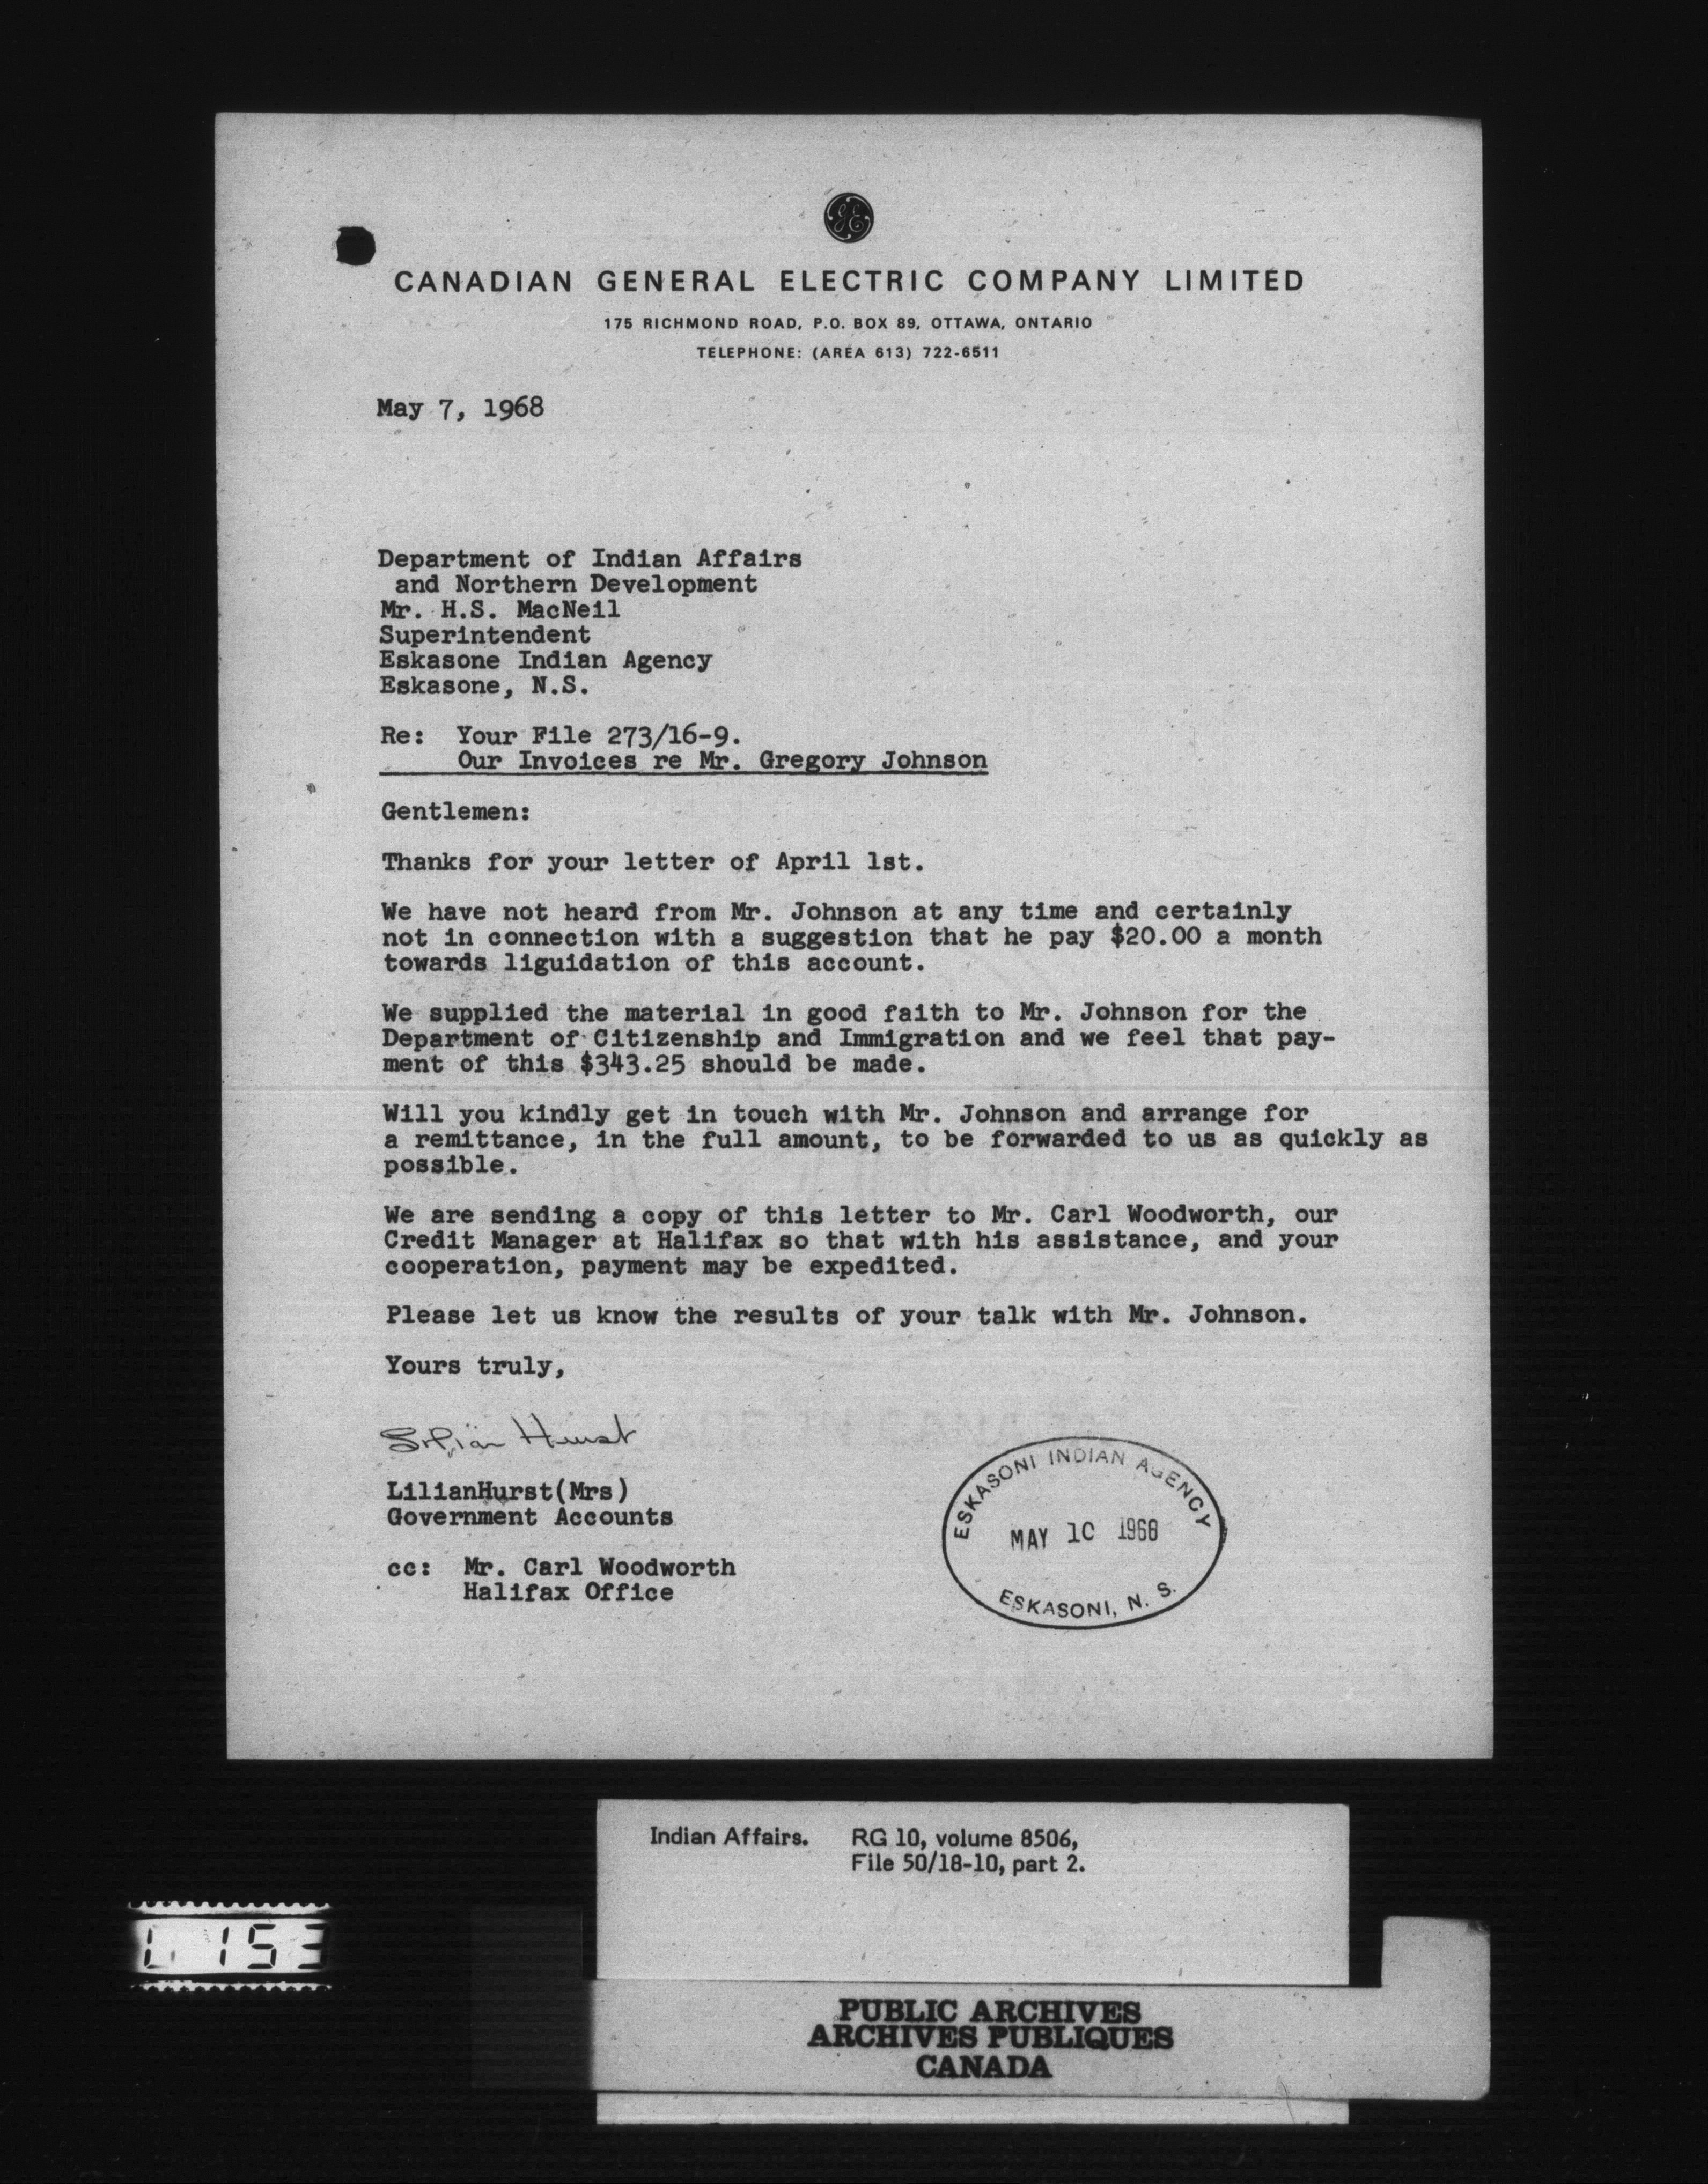 GE
CANADIAN GENERAL ELECTRIC COMPANY LIMITED
175 RICHMOND ROAD, P.O. BOX 89, OTTAWA, ONTARIO
TELEPHONE: (AREA 613) 722-6511
May 7, 1968
Department of Indian Affairs
and Northern Development
Mr. H.S. MacNeil
Superintendent
Eskasone Indian Agency
Eskasone, N.S.
Re: Your File 273/16-9.
Our Invoices re Mr. Gregory Johnson
Gentlemen:
Thanks for your letter of April 1st.
We have not heard from Mr. Johnson at any time and certainly
not in connection with a suggestion that he pay $20.00 a month
towards liguidation of this account.
We supplied the material in good faith to Mr. Johnson for the
Department of Citizenship and Immigration and we feel that pay-
ment of this $343.25 should be made.
Will you kindly get in touch with Mr. Johnson and arrange for
a remittance, in the full amount, to be forwarded to us as quickly as
possible.
We are sending a copy of this letter to Mr. Carl Woodworth, our
Credit Manager at Halifax so that with his assistance, and your
cooperation, payment may be expedited.
Please let us know the results of your talk with Mr. Johnson.
Yours truly,
Lilian Hurst
LilianHurst(Mrs)
Government Accounts
cc: Mr. Carl Woodworth
Halifax Office
ESKASONI INDIAN AGENCY
MAY 10 1968
ESKASONI, N. S.
Indian Affairs. RG 10, volume 8506,
File 50/18-10, part 2.
153
PUBLIC ARCHIVES
ARCHIVES PUBLIQUES
CANADA